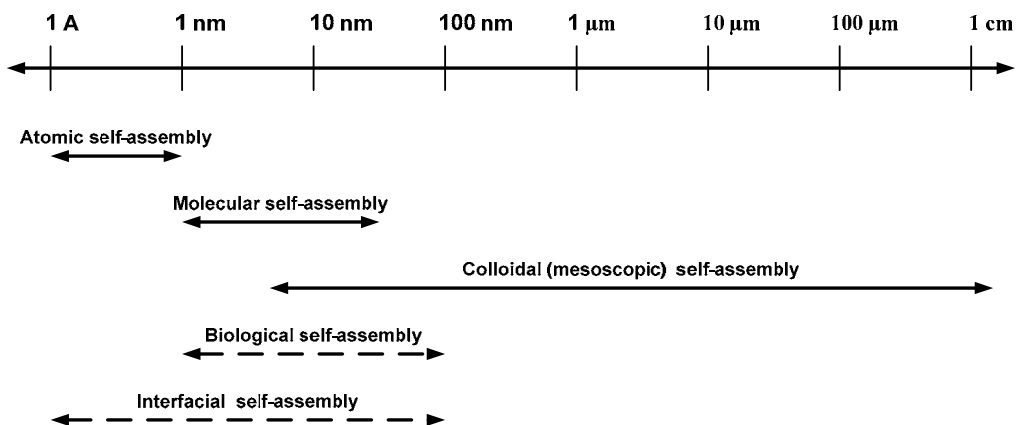 1 A 1 nm 10 nm 100 nm 1 μm 10 μm 100 μm 1 cm
Atomic self-assembly
Molecular self-assembly
Colloidal (mesoscopic) self-assembly
Biological self-assembly
Interfacial self-assembly